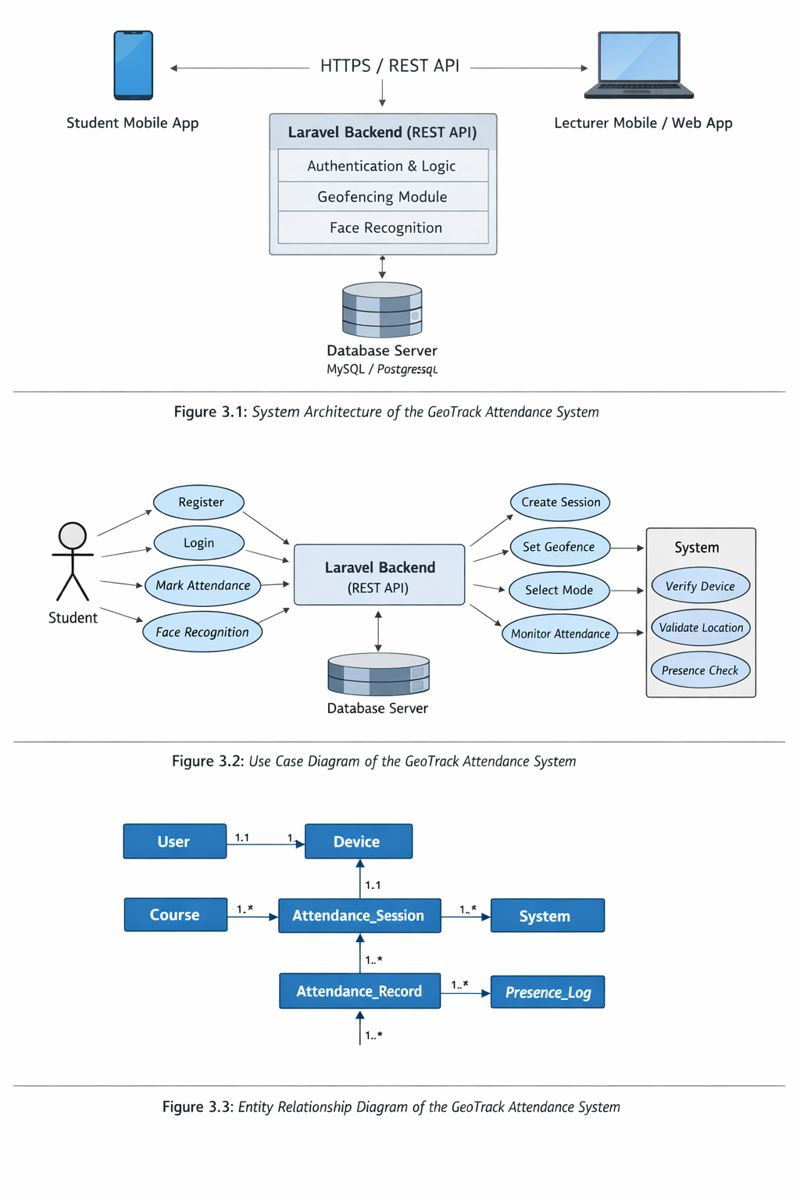 HTTPS / REST API
Student Mobile App
Lecturer Mobile / Web App
Laravel Backend (REST API)
Authentication & Logic
Geofencing Module
Face Recognition
Database Server
MySQL / Postgressql
Figure 3.1: System Architecture of the GeoTrack Attendance System
Register
Login
Mark Attendance
Face Recognition
Student
Laravel Backend
(REST API)
Database Server
Create Session
Set Geofence
Select Mode
Monitor Attendance
System
Verify Device
Validate Location
Presence Check
Figure 3.2: Use Case Diagram of the GeoTrack Attendance System
User
1.1
1.
Device
1.1
Course
1.*
Attendance_Session
1..*
System
1..*
Attendance_Record
1..*
Presence_Log
1..*
Figure 3.3: Entity Relationship Diagram of the GeoTrack Attendance System